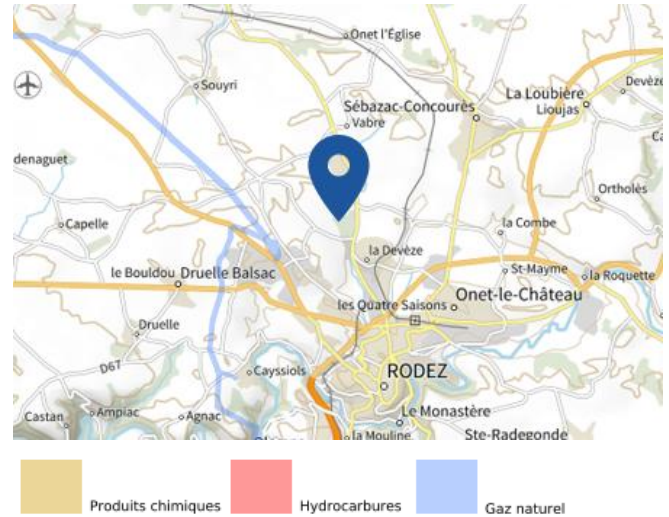 Onet l'Église
Souyri
Devèze
La Loubière
Lioujas
Sébazac-Concourès
Vabre
denaguet
Ortholès
Capelle
la Combe
la Devèze
St-Mayme
la Roquette
le Bouldou Druelle Balsac
les Quatre Saisons
Onet-le-Château
Druelle
D67
Cayssiols
RODEZ
Castan
Ampiac
Agnac
Le Monastère
la Mouline
Ste-Radegonde
Produits chimiques
Hydrocarbures
Gaz naturel